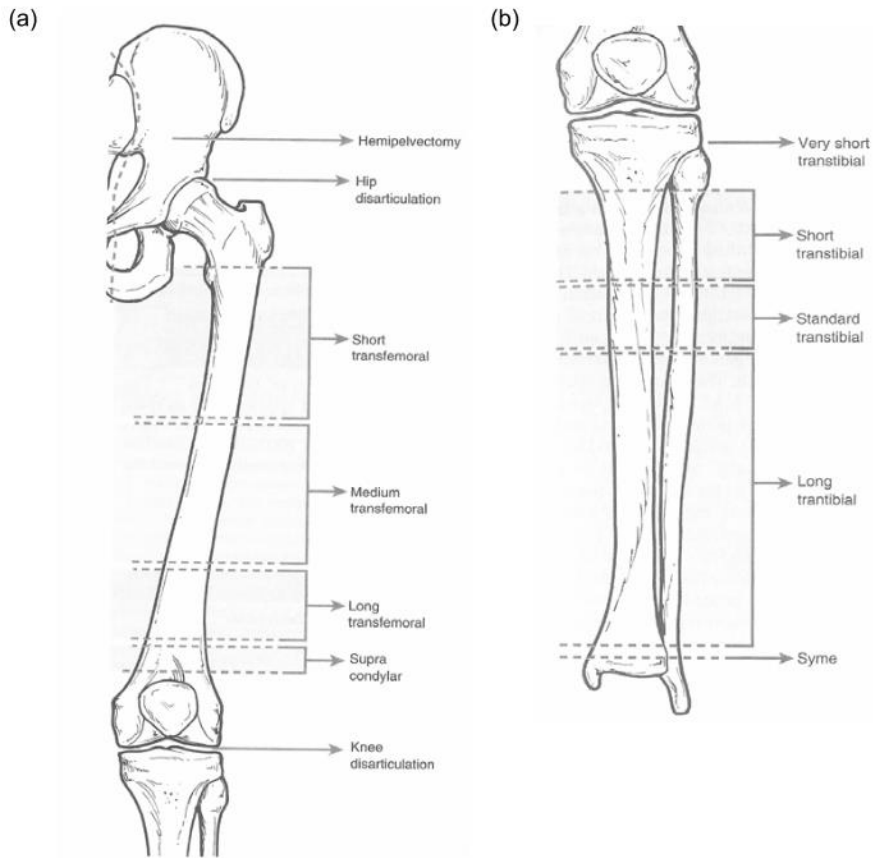 (a)
Hemipelvectomy
Hip
disarticulation
Short
transfemoral
Medium
transfemoral
Long
transfemoral
Supra
condylar
Knee
disarticulation
(b)
Very short
transtibial
Short
transtibial
Standard
transtibial
Long
trantibial
Syme